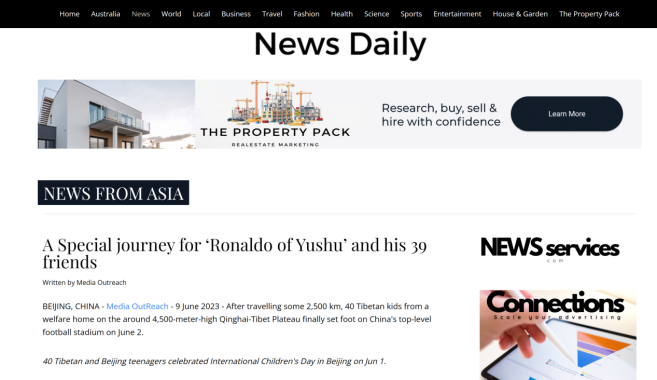 Home Australia News World Local Business Travel Fashion Health Science Sports Entertainment House & Garden The Property Pack
News Daily
THE PROPERTY PACK
REALESTATE MARKETING
Research, buy, sell &
hire with confidence
Learn More
NEWS FROM ASIA
A Special journey for ‘Ronaldo of Yushu’ and his 39
friends
Written by Media Outreach
BEIJING, CHINA - Media OutReach - 9 June 2023 - After travelling some 2,500 km, 40 Tibetan kids from a
welfare home on the around 4,500-meter-high Qinghai-Tibet Plateau finally set foot on China's top-level
football stadium on June 2.
40 Tibetan and Beijing teenagers celebrated International Children's Day in Beijing on Jun 1.
NEWS services
com
Connections
Scale your advertising